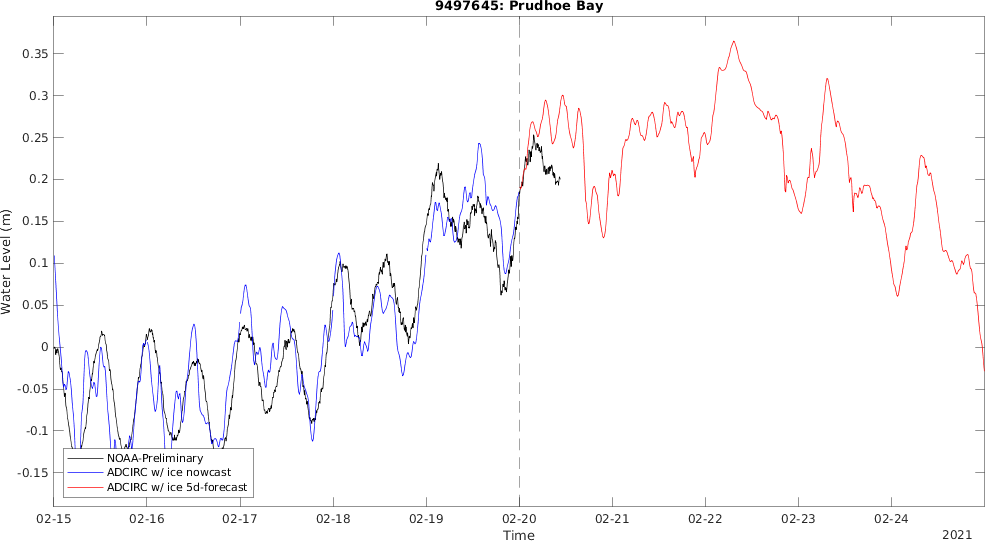 9497645: Prudhoe Bay
Water Level (m)
0.35
0.3
0.25
0.2
0.15
0.1
0.05
0
-0.05
-0.1
-0.15
NOAA-Preliminary
ADCIRC w/ ice nowcast
ADCIRC w/ ice 5d-forecast
02-15 02-16 02-17 02-18 02-19 02-20 02-21 02-22 02-23 02-24
Time
2021